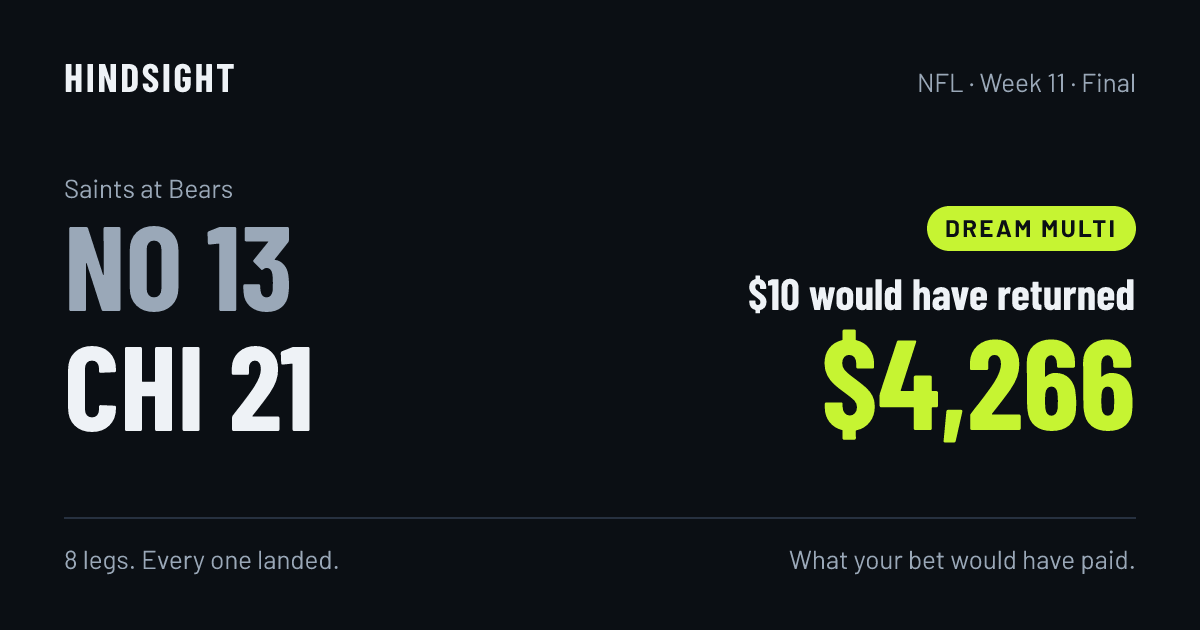 HINDSIGHT
NFL · Week 11 · Final
Saints at Bears
NO 13
CHI 21
DREAM MULTI
$10 would have returned
$4,266
8 legs. Every one landed.
What your bet would have paid.